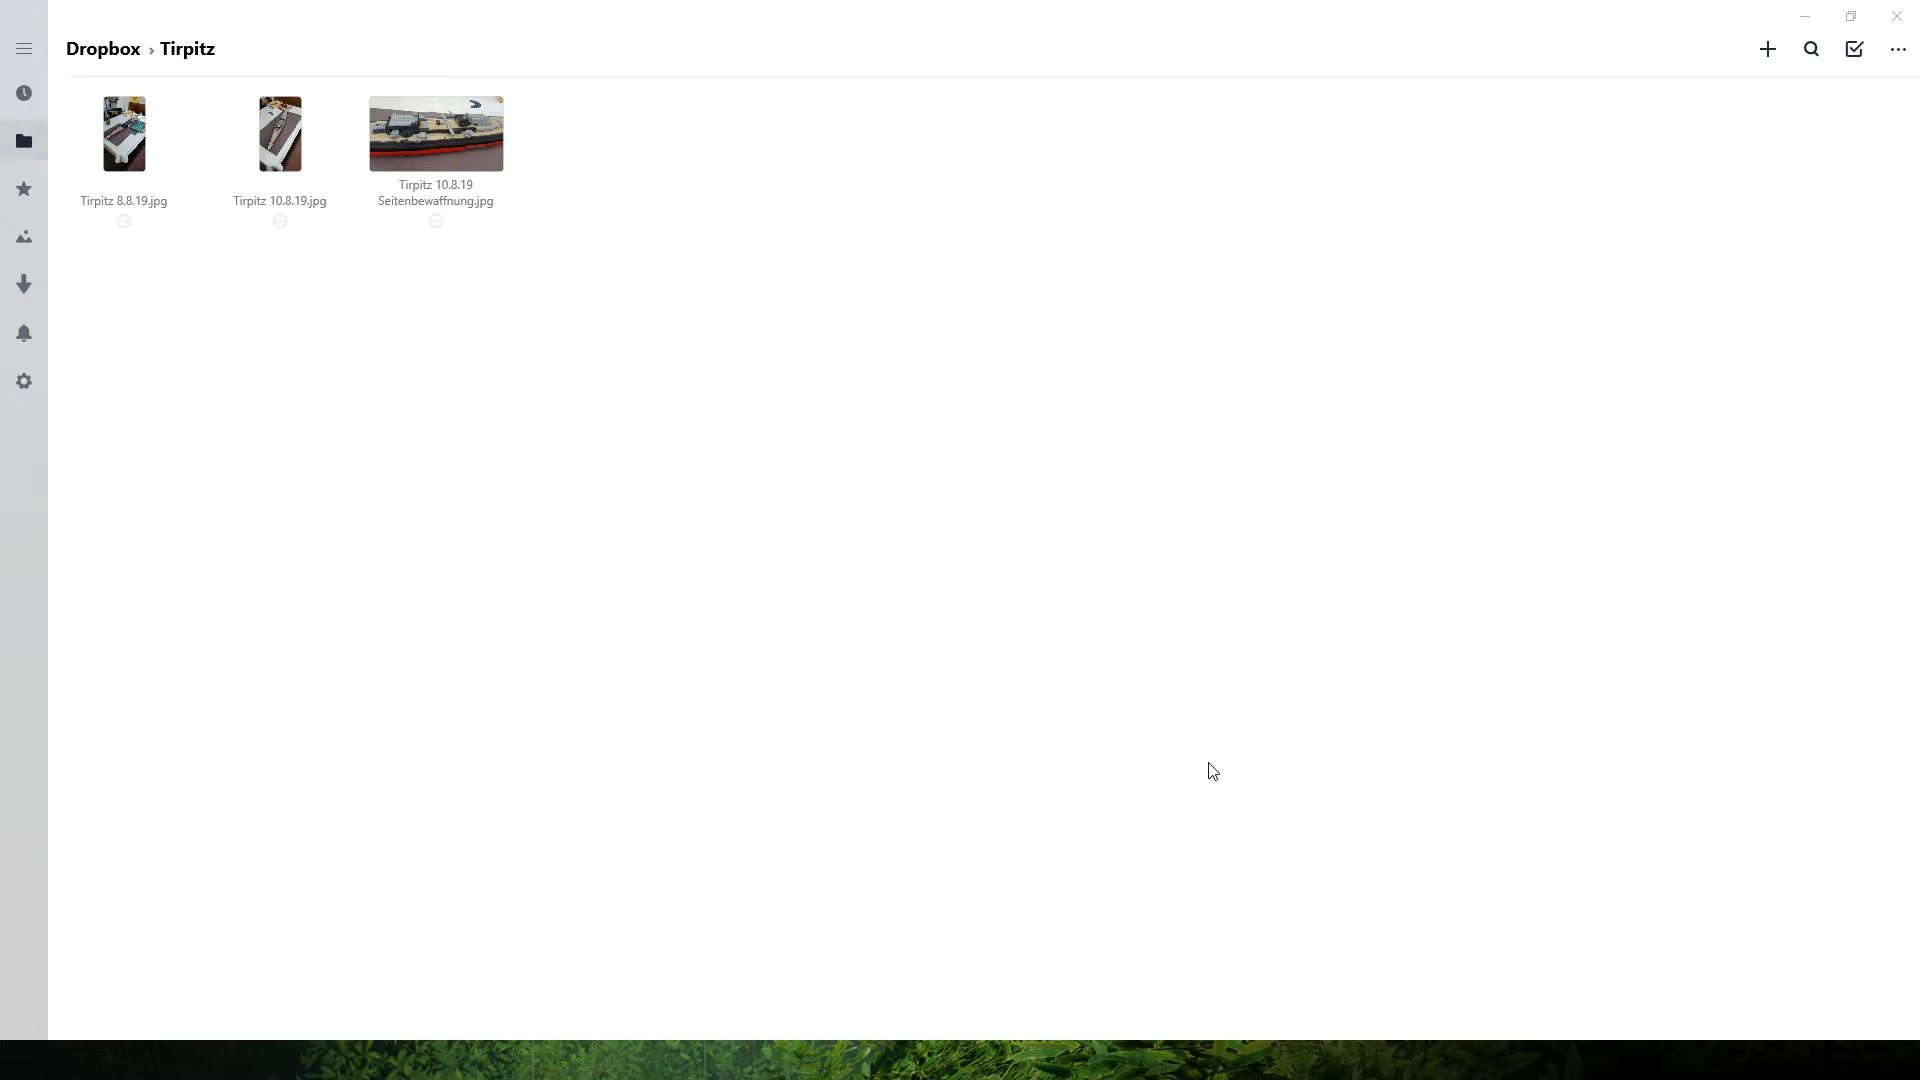 Dropbox › Tirpitz
Tirpitz 8.8.19.jpg
Tirpitz 10.8.19.jpg
Tirpitz 10.8.19
Seitenbewaffnung.jpg